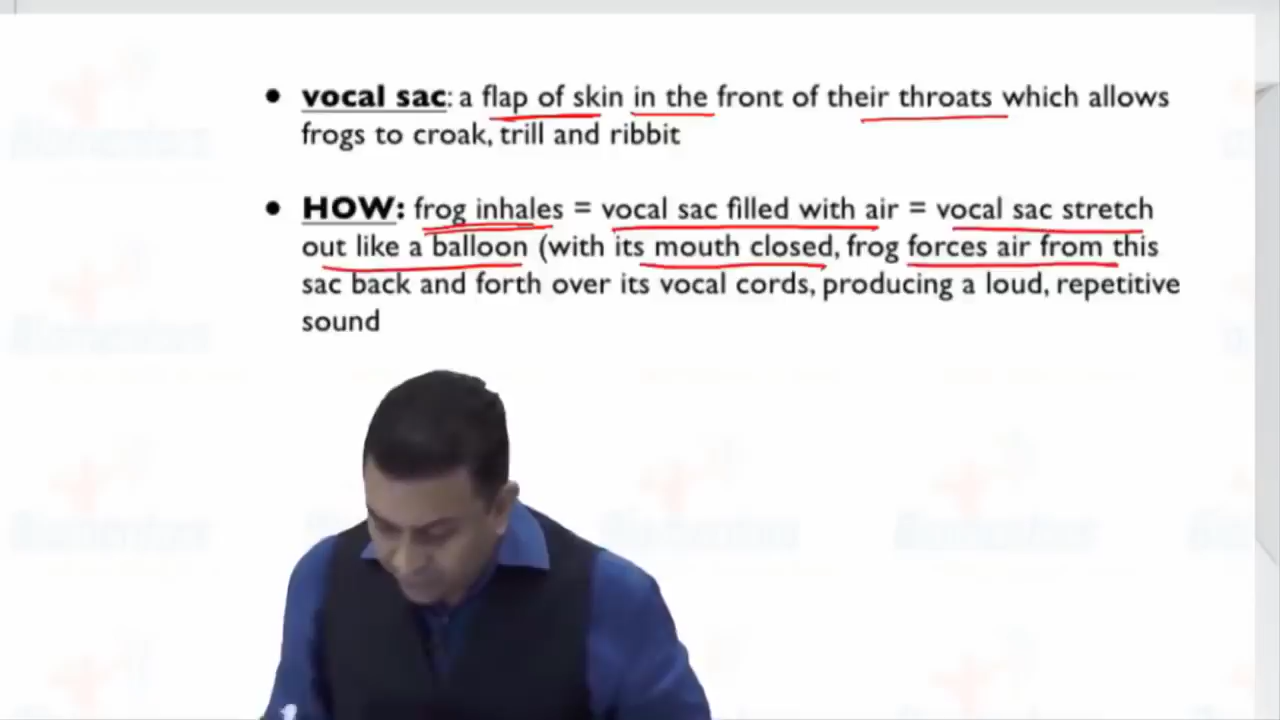 • vocal sac: a flap of skin in the front of their throats which allows
frogs to croak, trill and ribbit
• HOW: frog inhales = vocal sac filled with air = vocal sac stretch
out like a balloon (with its mouth closed, frog forces air from this
sac back and forth over its vocal cords, producing a loud, repetitive
sound